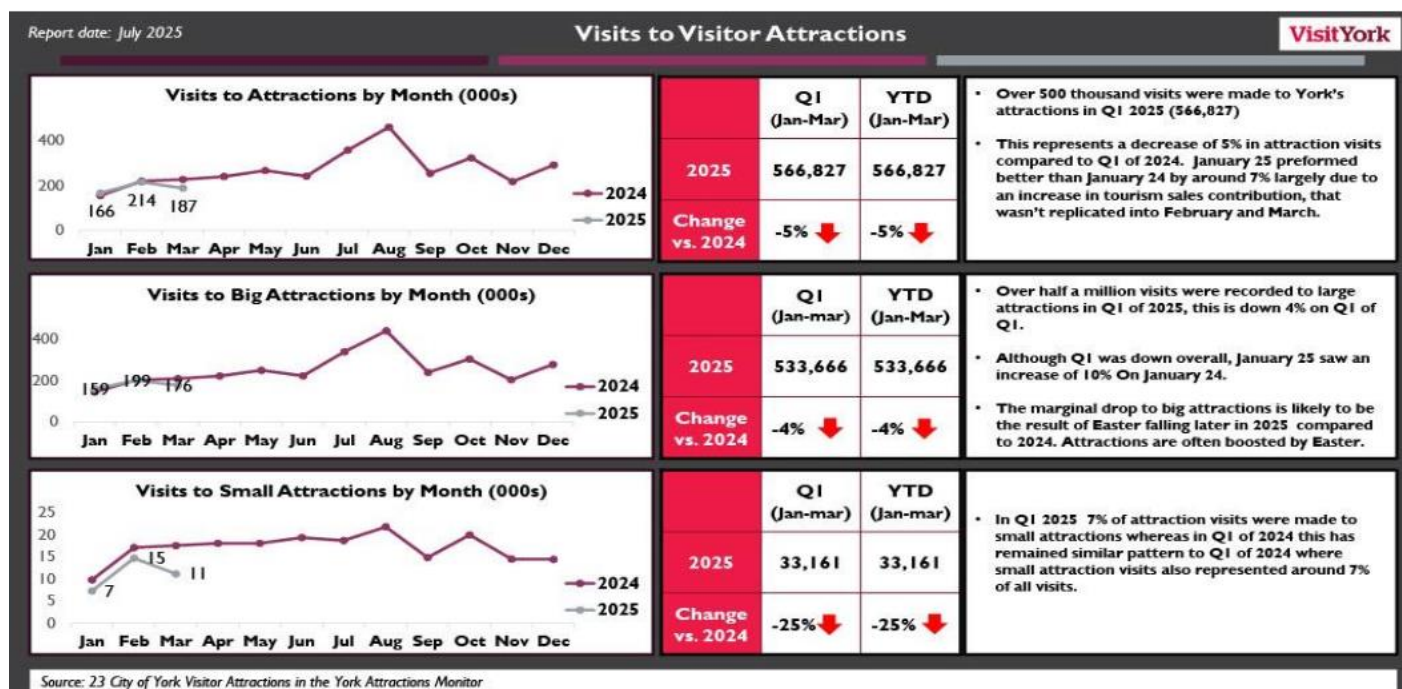 Report date: July 2025
Visits to Visitor Attractions
VisitYork
Visits to Attractions by Month (000s)
400
200
0
166
214
187
2024
2025
Jan Feb Mar Apr May Jun Jul Aug Sep Oct Nov Dec
Q1 YTD
(Jan-Mar) (Jan-Mar)
2025 566,827 566,827
Change
vs. 2024
-5% -5%
• Over 500 thousand visits were made to York's
attractions in Q1 2025 (566,827)
• This represents a decrease of 5% in attraction visits
compared to Q1 of 2024. January 25 preformed
better than January 24 by around 7% largely due to
an increase in tourism sales contribution, that
wasn't replicated into February and March.
Visits to Big Attractions by Month (000s)
400
200
0
159
199
176
2024
2025
Jan Feb Mar Apr May Jun Jul Aug Sep Oct Nov Dec
Q1 YTD
(Jan-mar) (Jan-Mar)
2025 533,666 533,666
Change
vs. 2024
-4% -4%
• Over half a million visits were recorded to large
attractions in Q1 of 2025, this is down 4% on Q1 of
Q1.
• Although Q1 was down overall, January 25 saw an
increase of 10% On January 24.
• The marginal drop to big attractions is likely to be
the result of Easter falling later in 2025 compared
to 2024. Attractions are often boosted by Easter.
Visits to Small Attractions by Month (000s)
25
20
15
10
5
0
7
15
11
2024
2025
Jan Feb Mar Apr May Jun Jul Aug Sep Oct Nov Dec
Q1 YTD
(Jan-mar) (Jan-mar)
2025 33,161 33,161
Change
vs. 2024
-25% -25%
• In Q1 2025 7% of attraction visits were made to
small attractions whereas in Q1 of 2024 this has
remained similar pattern to Q1 of 2024 where
small attraction visits also represented around 7%
of all visits.
Source: 23 City of York Visitor Attractions in the York Attractions Monitor